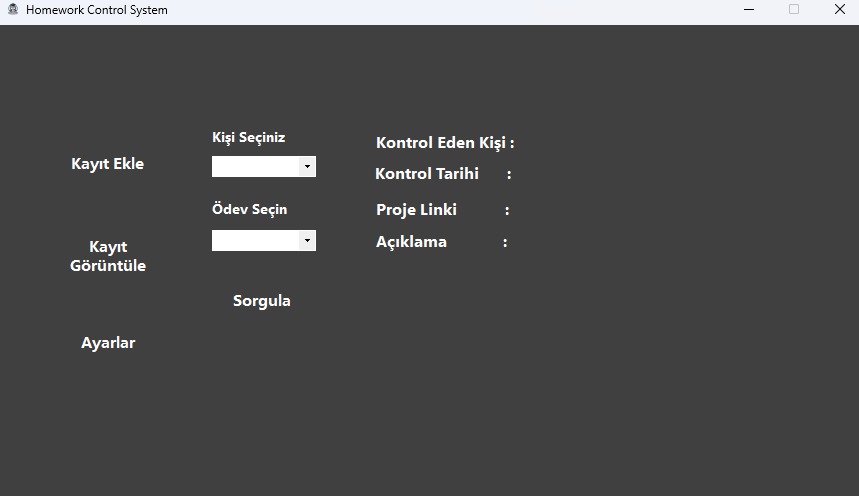 Homework Control System
Kayıt Ekle
Kayıt
Görüntüle
Ayarlar
Kişi Seçiniz
Ödev Seçin
Sorgula
Kontrol Eden Kişi :
Kontrol Tarihi :
Proje Linki :
Açıklama :